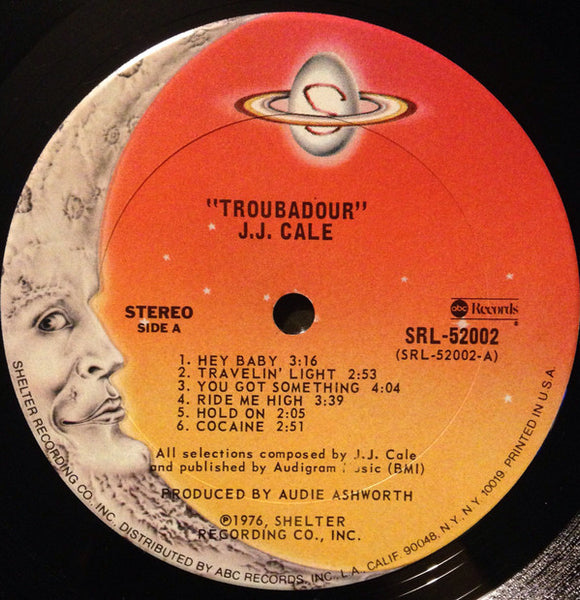 S
"TROUBADOUR"
J.J. CALE
STEREO
SIDE A
abc Records
SRL-52002
(SRL-52002-A)
1. HEY BABY 3:16
2. TRAVELIN' LIGHT 2:53
3. YOU GOT SOMETHING 4:04
4. RIDE ME HIGH 3:39
5. HOLD ON 2:05
6. COCAINE 2:51
All selections composed by J.J. Cale
and published by Audigram Music (BMI)
PRODUCED BY AUDIE ASHWORTH
℗1976, SHELTER
RECORDING CO., INC.
SHELTER RECORDING CO., INC. DISTRIBUTED BY ABC RECORDS, INC., L.A., CALIF. 90048, N.Y., N.Y. 10019. PRINTED IN U.S.A.